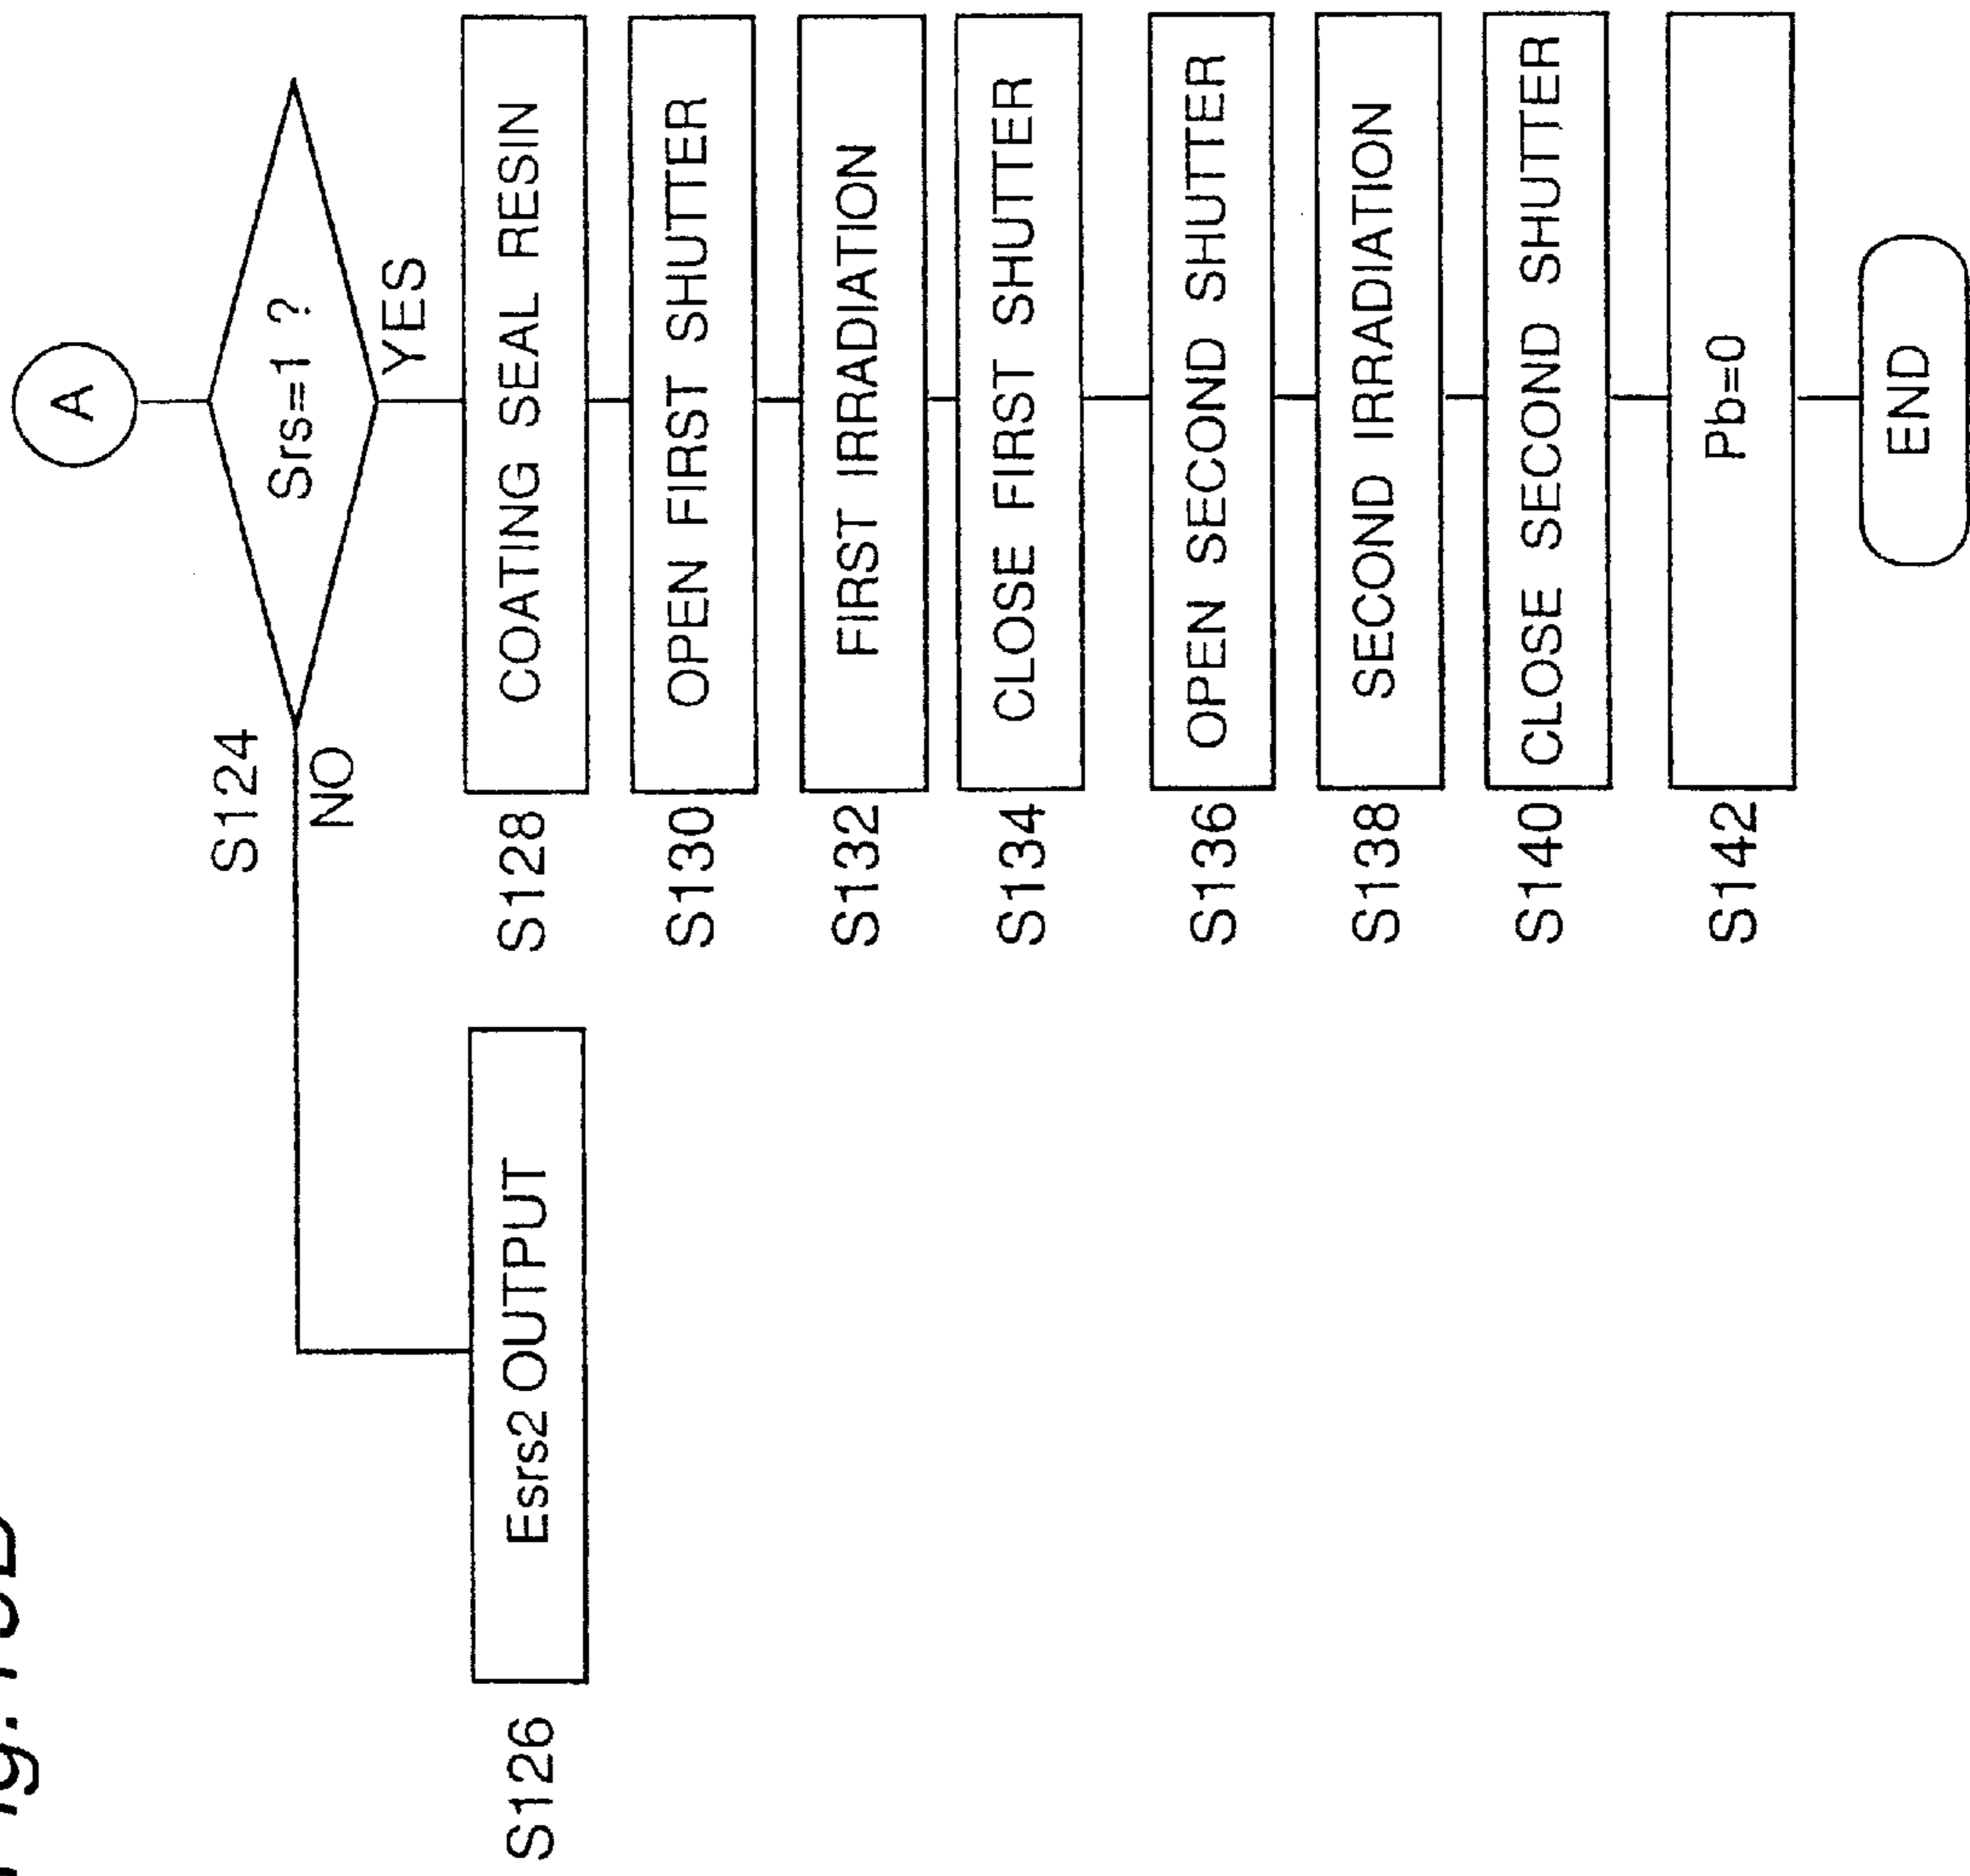 A
S124
Srs=1 ?
NO
YES
S126
Esrs2 OUTPUT
S128
COATING SEAL RESIN
S130
OPEN FIRST SHUTTER
S132
FIRST IRRADIATION
S134
CLOSE FIRST SHUTTER
S136
OPEN SECOND SHUTTER
S138
SECOND IRRADIATION
S140
CLOSE SECOND SHUTTER
S142
Pb=0
END